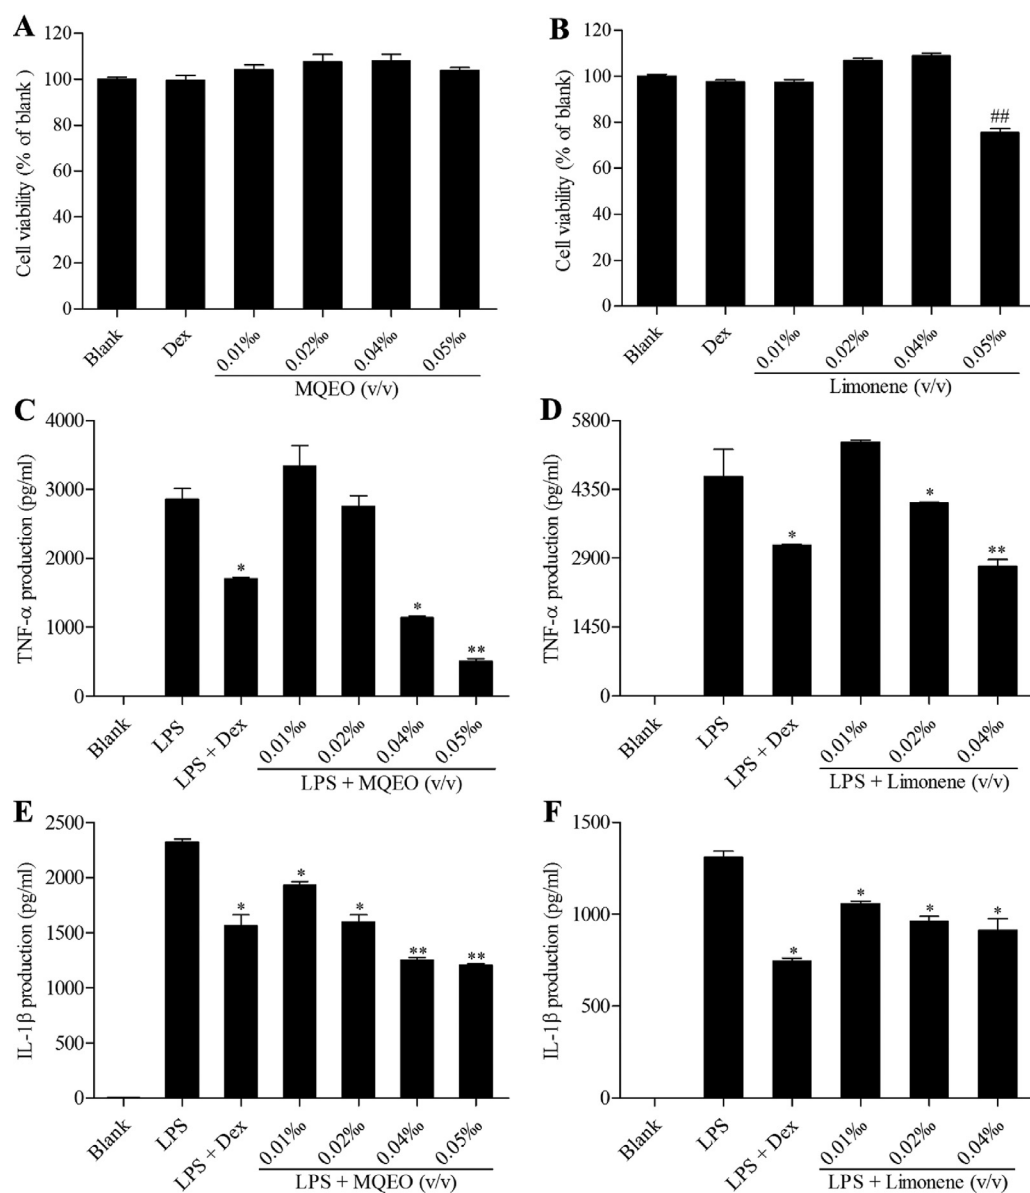 A
Cell viability (% of blank)
120
100
80
60
40
20
0
Blank
Dex
0.01‰
0.02‰
0.04‰
0.05‰
MQEO (v/v)
B
Cell viability (% of blank)
120
100
80
60
40
20
0
##
Blank
Dex
0.01‰
0.02‰
0.04‰
0.05‰
Limonene (v/v)
C
TNF-α production (pg/ml)
4000
3000
2000
1000
0
*
*
**
Blank
LPS
LPS + Dex
0.01‰
0.02‰
0.04‰
0.05‰
LPS + MQEO (v/v)
D
TNF-α production (pg/ml)
5800
4350
2900
1450
0
*
*
**
Blank
LPS
LPS + Dex
0.01‰
0.02‰
0.04‰
LPS + Limonene (v/v)
E
IL-1β production (pg/ml)
2500
2000
1500
1000
500
0
*
*
*
**
**
Blank
LPS
LPS + Dex
0.01‰
0.02‰
0.04‰
0.05‰
LPS + MQEO (v/v)
F
IL-1β production (pg/ml)
1500
1000
500
0
*
*
*
*
Blank
LPS
LPS + Dex
0.01‰
0.02‰
0.04‰
LPS + Limonene (v/v)